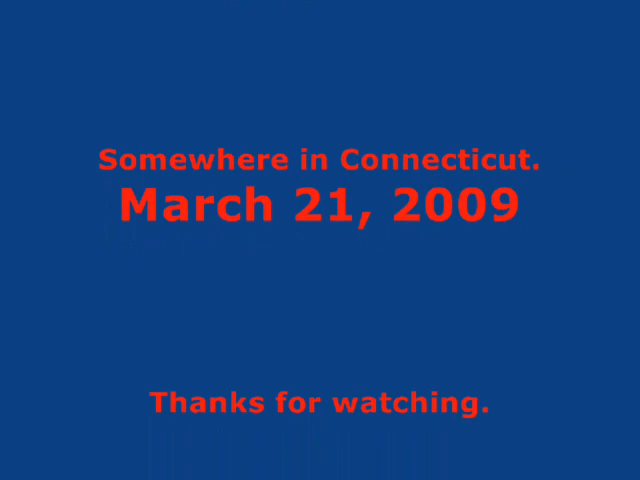 Somewhere in Connecticut.
March 21, 2009
Thanks for watching.